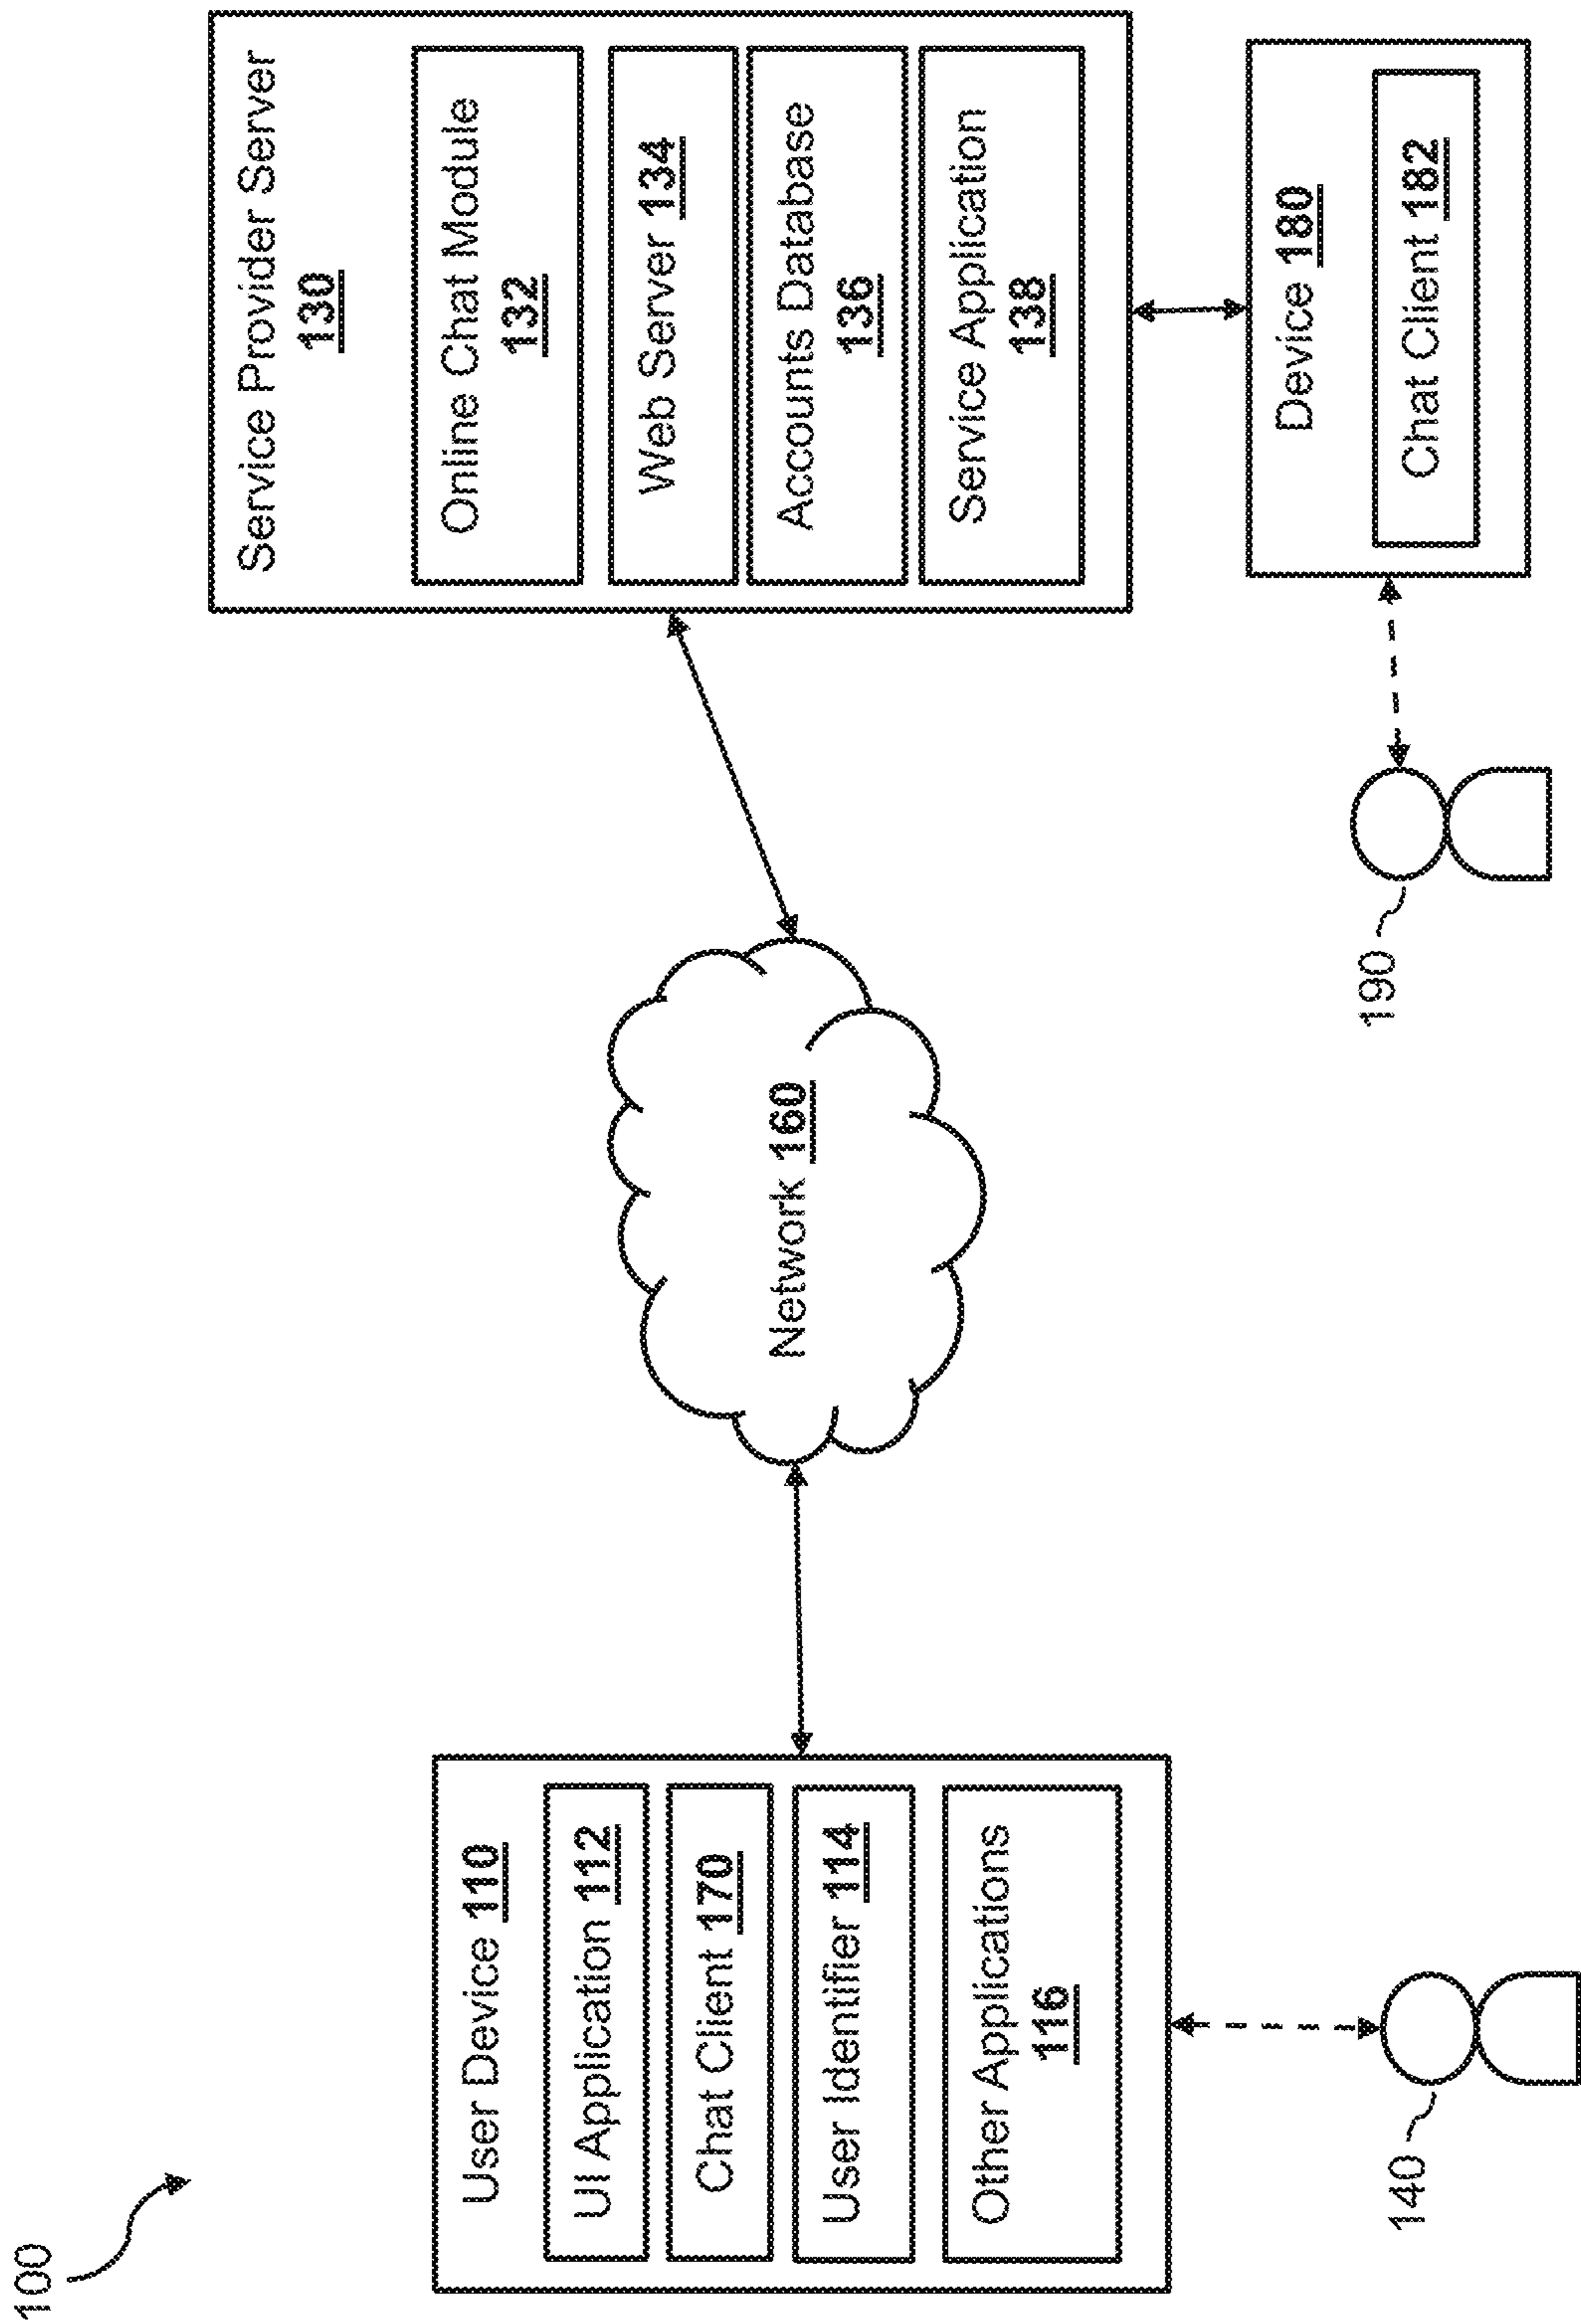 100
User Device 110
UI Application 112
Chat Client 170
User Identifier 114
Other Applications
116
140
Network 160
Service Provider Server
130
Online Chat Module
132
Web Server 134
Accounts Database
136
Service Application
138
Device 180
Chat Client 182
190